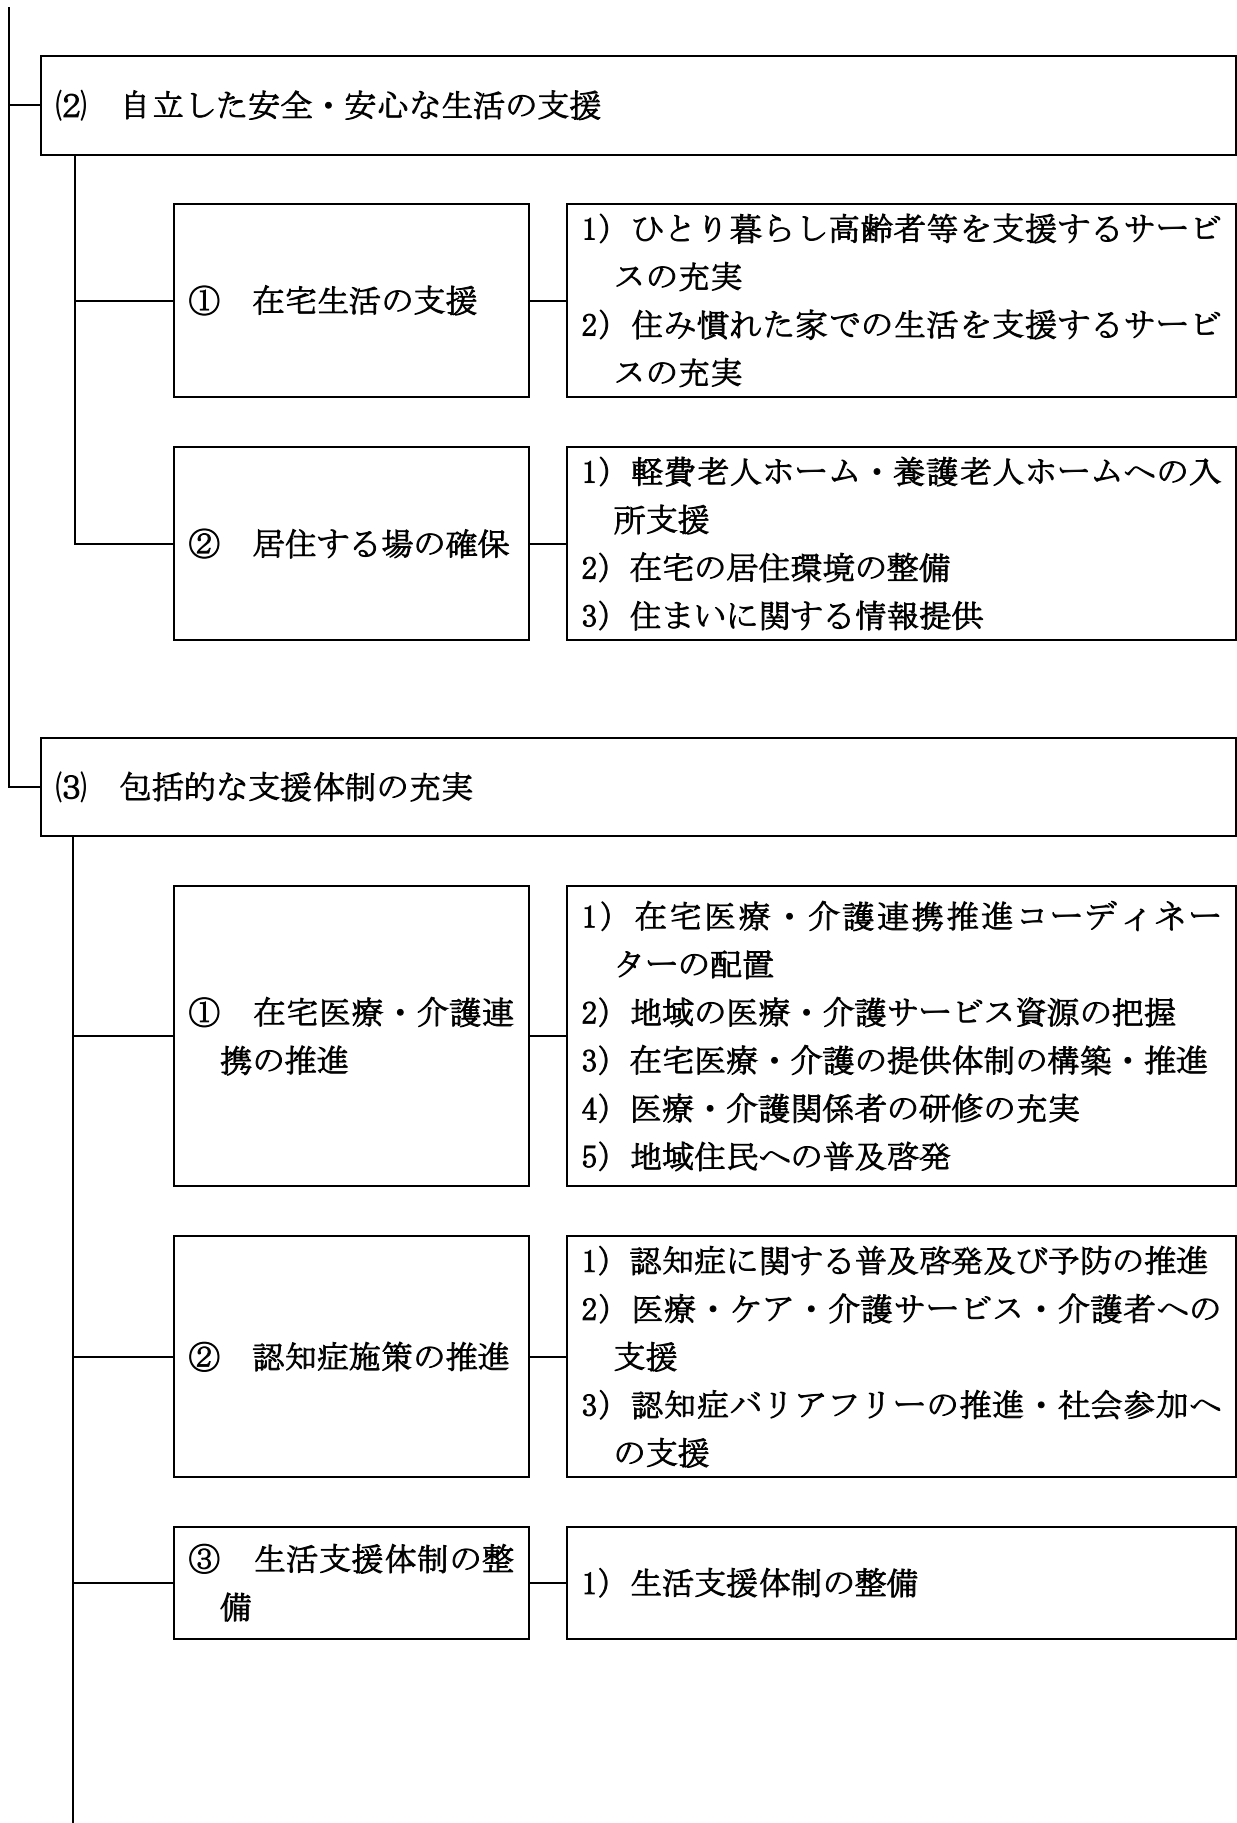 ⑵　自立した安全・安心な生活の支援
①　在宅生活の支援
1）ひとり暮らし高齢者等を支援するサービ
スの充実
2）住み慣れた家での生活を支援するサービ
スの充実
②　居住する場の確保
1）軽費老人ホーム・養護老人ホームへの入
所支援
2）在宅の居住環境の整備
3）住まいに関する情報提供
⑶　包括的な支援体制の充実
①　在宅医療・介護連
携の推進
1）在宅医療・介護連携推進コーディネー
ターの配置
2）地域の医療・介護サービス資源の把握
3）在宅医療・介護の提供体制の構築・推進
4）医療・介護関係者の研修の充実
5）地域住民への普及啓発
②　認知症施策の推進
1）認知症に関する普及啓発及び予防の推進
2）医療・ケア・介護サービス・介護者への
支援
3）認知症バリアフリーの推進・社会参加へ
の支援
③　生活支援体制の整
備
1）生活支援体制の整備